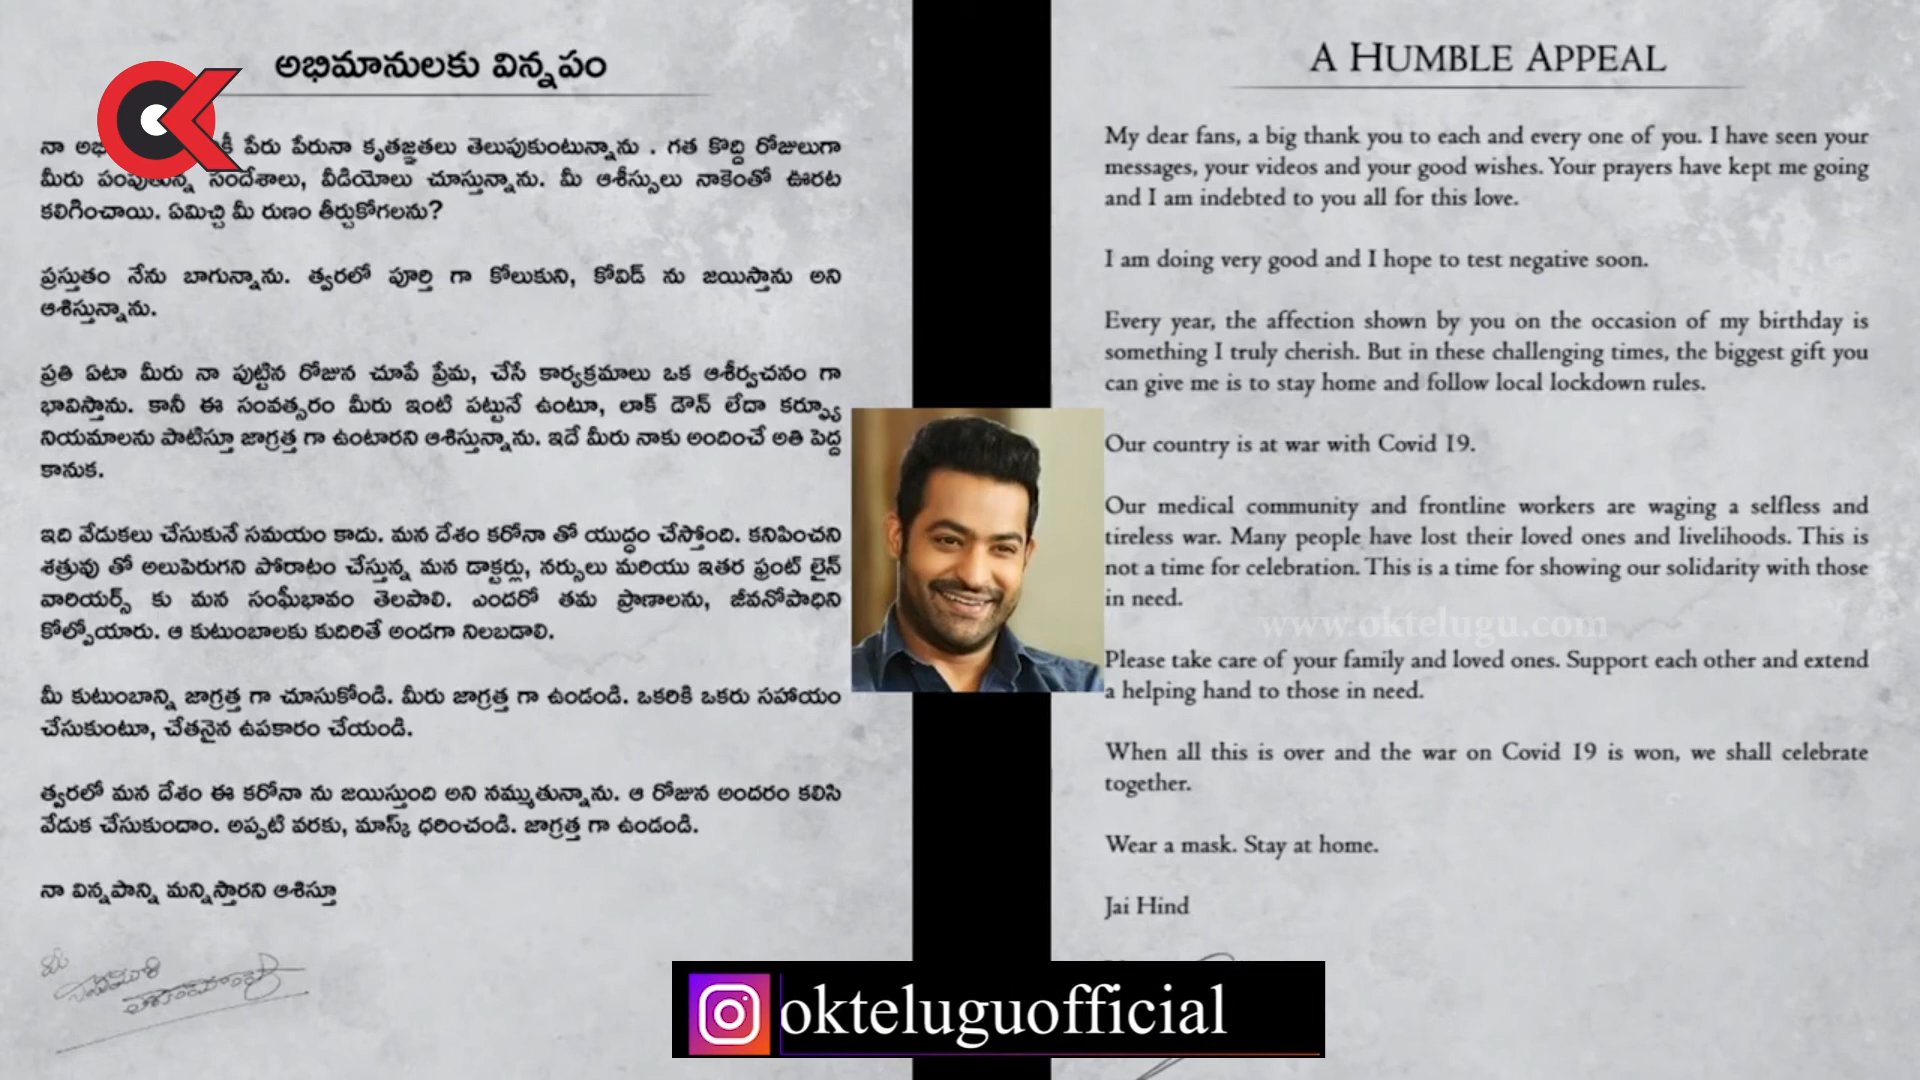 అభిమానులకు విన్నపం
నా పేరు పేరునా కృతజ్ఞతలు తెలుపుకుంటున్నాను . గత కొద్ది రోజులుగా
మీరు పంపుతున్న సందేశాలు, వీడియోలు చూస్తున్నాను. మీ ఆశీస్సులు నాకెంతో ఊరట
కలిగించాయి. ఏమిచ్చి మీ రుణం తీర్చుకోగలను?
ప్రస్తుతం నేను బాగున్నాను. త్వరలో పూర్తి గా కోలుకుని, కోవిడ్ ను జయిస్తాను అని
ఆశిస్తున్నాను.
ప్రతి ఏటా మీరు నా పుట్టిన రోజున చూపే ప్రేమ, చేసే కార్యక్రమాలు ఒక ఆశీర్వచనం గా
భావిస్తాను. కానీ ఈ సంవత్సరం మీరు ఇంటి పట్టునే ఉంటూ, లాక్ డౌన్ లేదా కర్ఫ్యూ
నియమాలను పాటిస్తూ జాగ్రత్త గా ఉంటారని ఆశిస్తున్నాను. ఇదే మీరు నాకు అందించే అతి పెద్ద
కానుక.
ఇది వేడుకలు చేసుకునే సమయం కాదు. మన దేశం కరోనా తో యుద్ధం చేస్తోంది. కనిపించని
శత్రువు తో అలుపెరుగని పోరాటం చేస్తున్న మన డాక్టర్లు, నర్సులు మరియు ఇతర ఫ్రంట్ లైన్
వారియర్స్ కు మన సంఘీభావం తెలపాలి. ఎందరో తమ ప్రాణాలను, జీవనోపాధిని
కోల్పోయారు. ఆ కుటుంబాలకు కుదిరితే అండగా నిలబడాలి.
మీ కుటుంబాన్ని జాగ్రత్త గా చూసుకోండి. మీరు జాగ్రత్త గా ఉండండి. ఒకరికి ఒకరు సహాయం
చేసుకుంటూ, చేతనైన ఉపకారం చేయండి.
త్వరలో మన దేశం ఈ కరోనా ను జయిస్తుంది అని నమ్ముతున్నాను. ఆ రోజున అందరం కలిసి
వేడుక చేసుకుందాం. అప్పటి వరకు, మాస్క్ ధరించండి. జాగ్రత్త గా ఉండండి.
నా విన్నపాన్ని మన్నిస్తారని ఆశిస్తూ
మీ
A HUMBLE APPEAL
My dear fans, a big thank you to each and every one of you. I have seen your
messages, your videos and your good wishes. Your prayers have kept me going
and I am indebted to you all for this love.
I am doing very good and I hope to test negative soon.
Every year, the affection shown by you on the occasion of my birthday is
something I truly cherish. But in these challenging times, the biggest gift you
can give me is to stay home and follow local lockdown rules.
Our country is at war with Covid 19.
Our medical community and frontline workers are waging a selfless and
tireless war. Many people have lost their loved ones and livelihoods. This is
not a time for celebration. This is a time for showing our solidarity with those
in need.
www.oktelugu.com
Please take care of your family and loved ones. Support each other and extend
a helping hand to those in need.
When all this is over and the war on Covid 19 is won, we shall celebrate
together.
Wear a mask. Stay at home.
Jai Hind
okteluguofficial